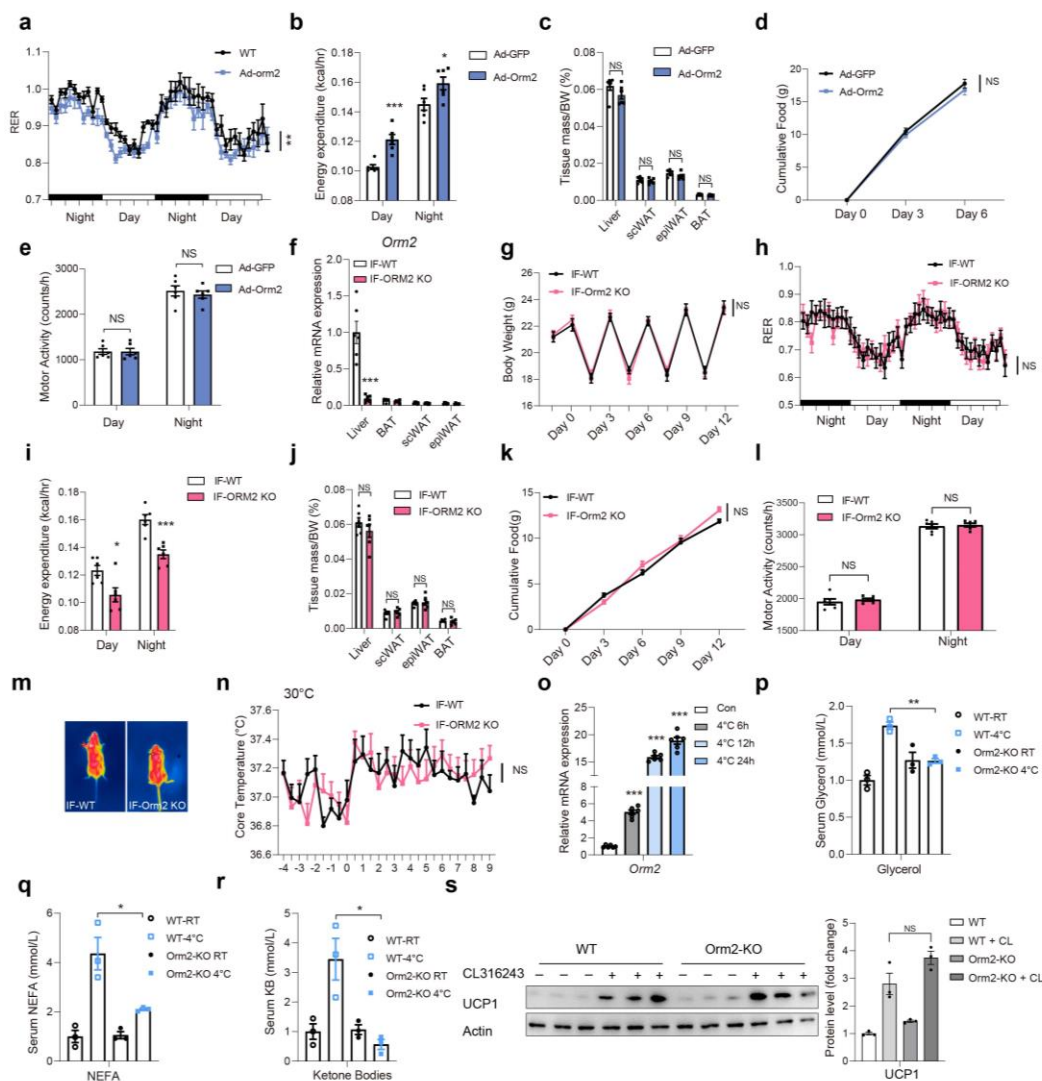 a
WT
Ad-orm2
RER
1.1
1.0
0.9
0.8
0.7
**
Night Day Night Day
b
Ad-GFP
Ad-Orm2
Energy expenditure (kcal/hr)
0.18
0.16
0.14
0.12
0.10
0.08
***
*
Day Night
c
Ad-GFP
Ad-Orm2
Tissue mass/BW (%)
0.08
0.06
0.04
0.02
0.00
NS
NS
NS
NS
Liver scWAT epiWAT BAT
d
Ad-GFP
Ad-Orm2
Cumulative Food (g)
20
15
10
5
0
NS
Day 0 Day 3 Day 6
e
Ad-GFP
Ad-Orm2
Motor Activity (counts/h)
3000
2000
1000
0
NS
NS
Day Night
f
Orm2
IF-WT
IF-ORM2 KO
Relative mRNA expression
2.0
1.5
1.0
0.5
0.0
***
Liver BAT scWAT epiWAT
g
IF-WT
IF-Orm2 KO
Body Weight (g)
26
24
22
20
18
16
NS
Day 0 Day 3 Day 6 Day 9 Day 12
h
IF-WT
IF-ORM2 KO
RER
0.9
0.8
0.7
0.6
0.5
NS
Night Day Night Day
i
IF-WT
IF-ORM2 KO
Energy expenditure (kcal/hr)
0.18
0.16
0.14
0.12
0.10
0.08
*
***
Day Night
j
IF-WT
IF-ORM2 KO
Tissue mass/BW (%)
0.08
0.06
0.04
0.02
0.00
NS
NS
NS
NS
Liver scWAT epiWAT BAT
k
IF-WT
IF-Orm2 KO
Cumulative Food(g)
15
10
5
0
NS
Day 0 Day 3 Day 6 Day 9 Day 12
l
IF-WT
IF-Orm2 KO
Motor Activity (counts/h)
3500
3000
2500
2000
1500
NS
NS
Day Night
m
IF-WT IF-Orm2 KO
n
30°C
IF-WT
IF-ORM2 KO
Core Temperature (°C)
37.6
37.4
37.2
37.0
36.8
36.6
NS
-4 -3 -2 -1 0 1 2 3 4 5 6 7 8 9
o
Con
4°C 6h
4°C 12h
4°C 24h
Relative mRNA expression
25
20
15
10
***
***
***
Orm2
p
WT-RT
WT-4°C
Orm2-KO RT
Orm2-KO 4°C
Serum Glycerol (mmol/L)
2.0
1.5
1.0
0.5
0.0
**
Glycerol
q
WT-RT
WT-4°C
Orm2-KO RT
Orm2-KO 4°C
Serum NEFA (mmol/L)
6
4
2
0
*
NEFA
r
WT-RT
WT-4°C
Orm2-KO RT
Orm2-KO 4°C
Serum KB (mmol/L)
5
4
3
2
1
0
*
Ketone Bodies
s
WT Orm2-KO
CL316243 − − − + + + − − − + + +
UCP1
Actin
WT
WT + CL
Orm2-KO
Orm2-KO + CL
Protein level (fold change)
5
4
3
2
1
0
NS
UCP1